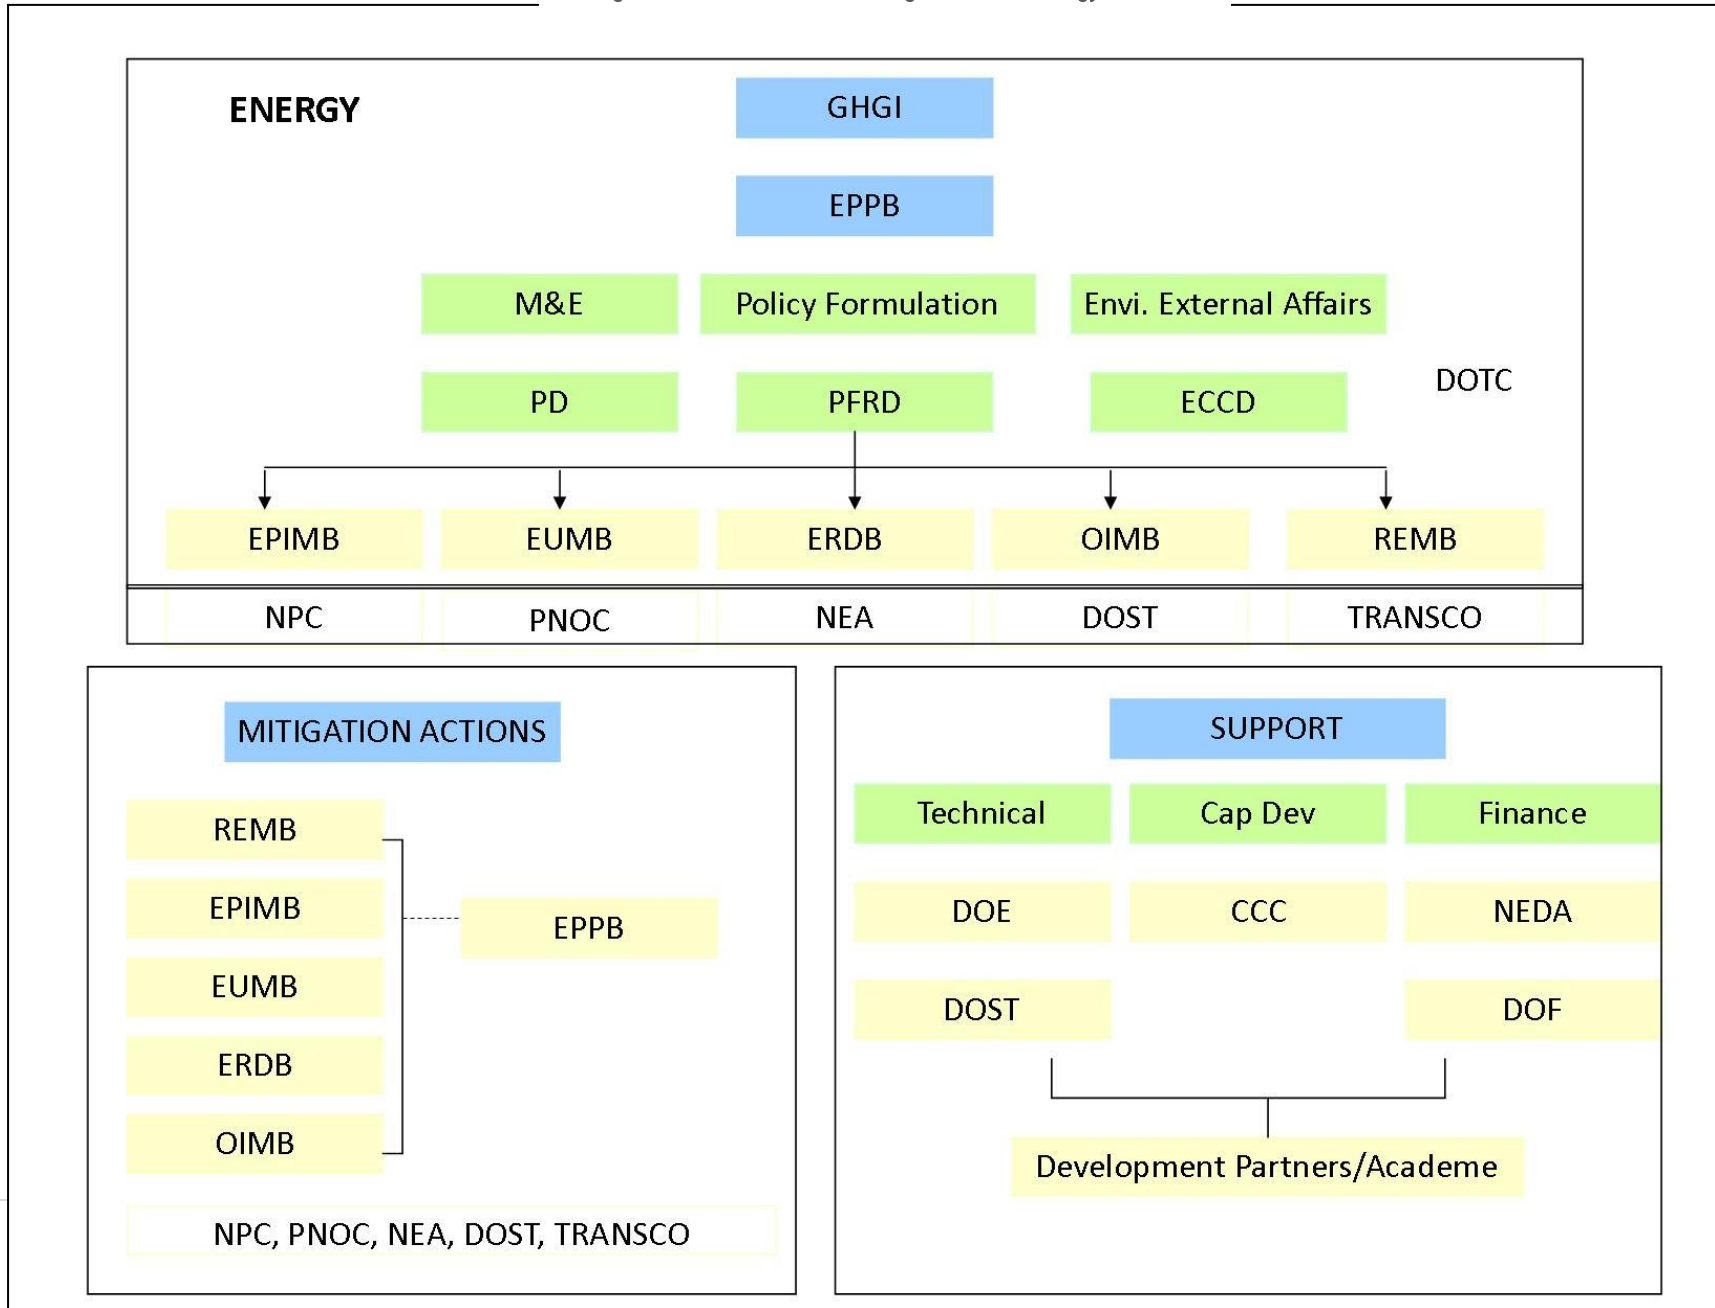 ENERGY
GHGI
EPPB
M&E
Policy Formulation
Envi. External Affairs
DOTC
PD
PFRD
ECCD
EPIMB
EUMB
ERDB
OIMB
REMB
NPC
PNOC
NEA
DOST
TRANSCO
MITIGATION ACTIONS
REMB
EPIMB
EUMB
ERDB
OIMB
EPPB
NPC, PNOC, NEA, DOST, TRANSCO
SUPPORT
Technical
Cap Dev
Finance
DOE
CCC
NEDA
DOST
DOF
Development Partners/Academe